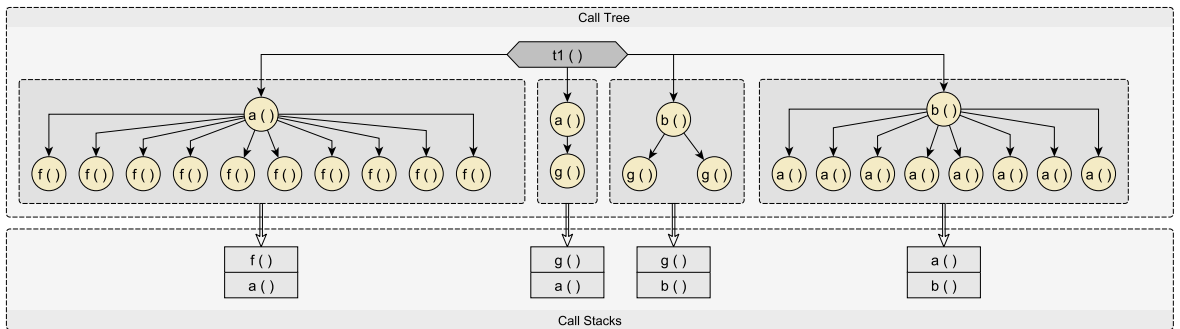 Call Tree
t1 ( )
a ( )
a ( )
b ( )
b ( )
f ( ) f ( ) f ( ) f ( ) f ( ) f ( ) f ( ) f ( ) f ( ) f ( )
g ( )
g ( ) g ( )
a ( ) a ( ) a ( ) a ( ) a ( ) a ( ) a ( ) a ( )
f ( )
a ( )
g ( )
a ( )
g ( )
b ( )
a ( )
b ( )
Call Stacks